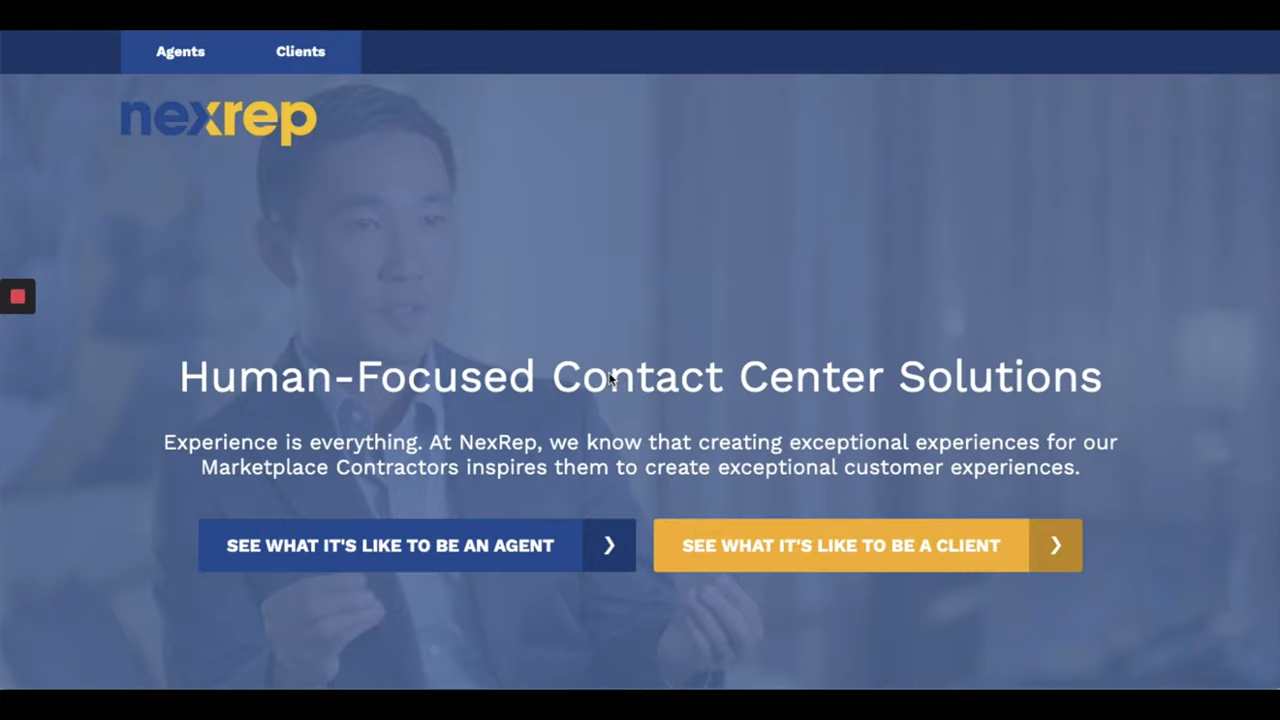 Agents Clients
nexrep
Human-Focused Contact Center Solutions
Experience is everything. At NexRep, we know that creating exceptional experiences for our
Marketplace Contractors inspires them to create exceptional customer experiences.
SEE WHAT IT'S LIKE TO BE AN AGENT ❯
SEE WHAT IT'S LIKE TO BE A CLIENT ❯